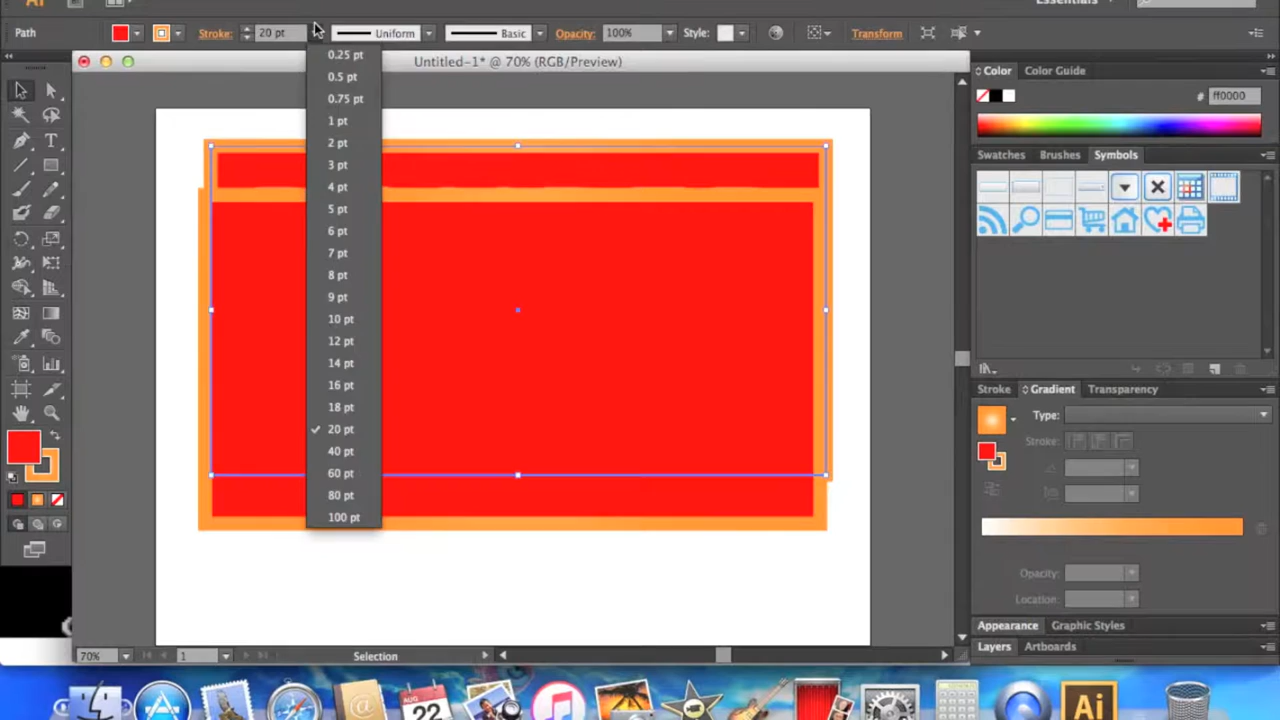 Ai
Essentials
Path
Stroke: 20 pt
Uniform
Basic
Opacity: 100%
Style:
Transform
Untitled-1* @ 70% (RGB/Preview)
0.25 pt
0.5 pt
0.75 pt
1 pt
2 pt
3 pt
4 pt
5 pt
6 pt
7 pt
8 pt
9 pt
10 pt
12 pt
14 pt
16 pt
18 pt
20 pt
40 pt
60 pt
80 pt
100 pt
Color Color Guide
# ff0000
Swatches Brushes Symbols
Stroke Gradient Transparency
Type:
Stroke:
Opacity:
Location:
Appearance Graphic Styles
Layers Artboards
70% 1 Selection
AUG
22
Ai